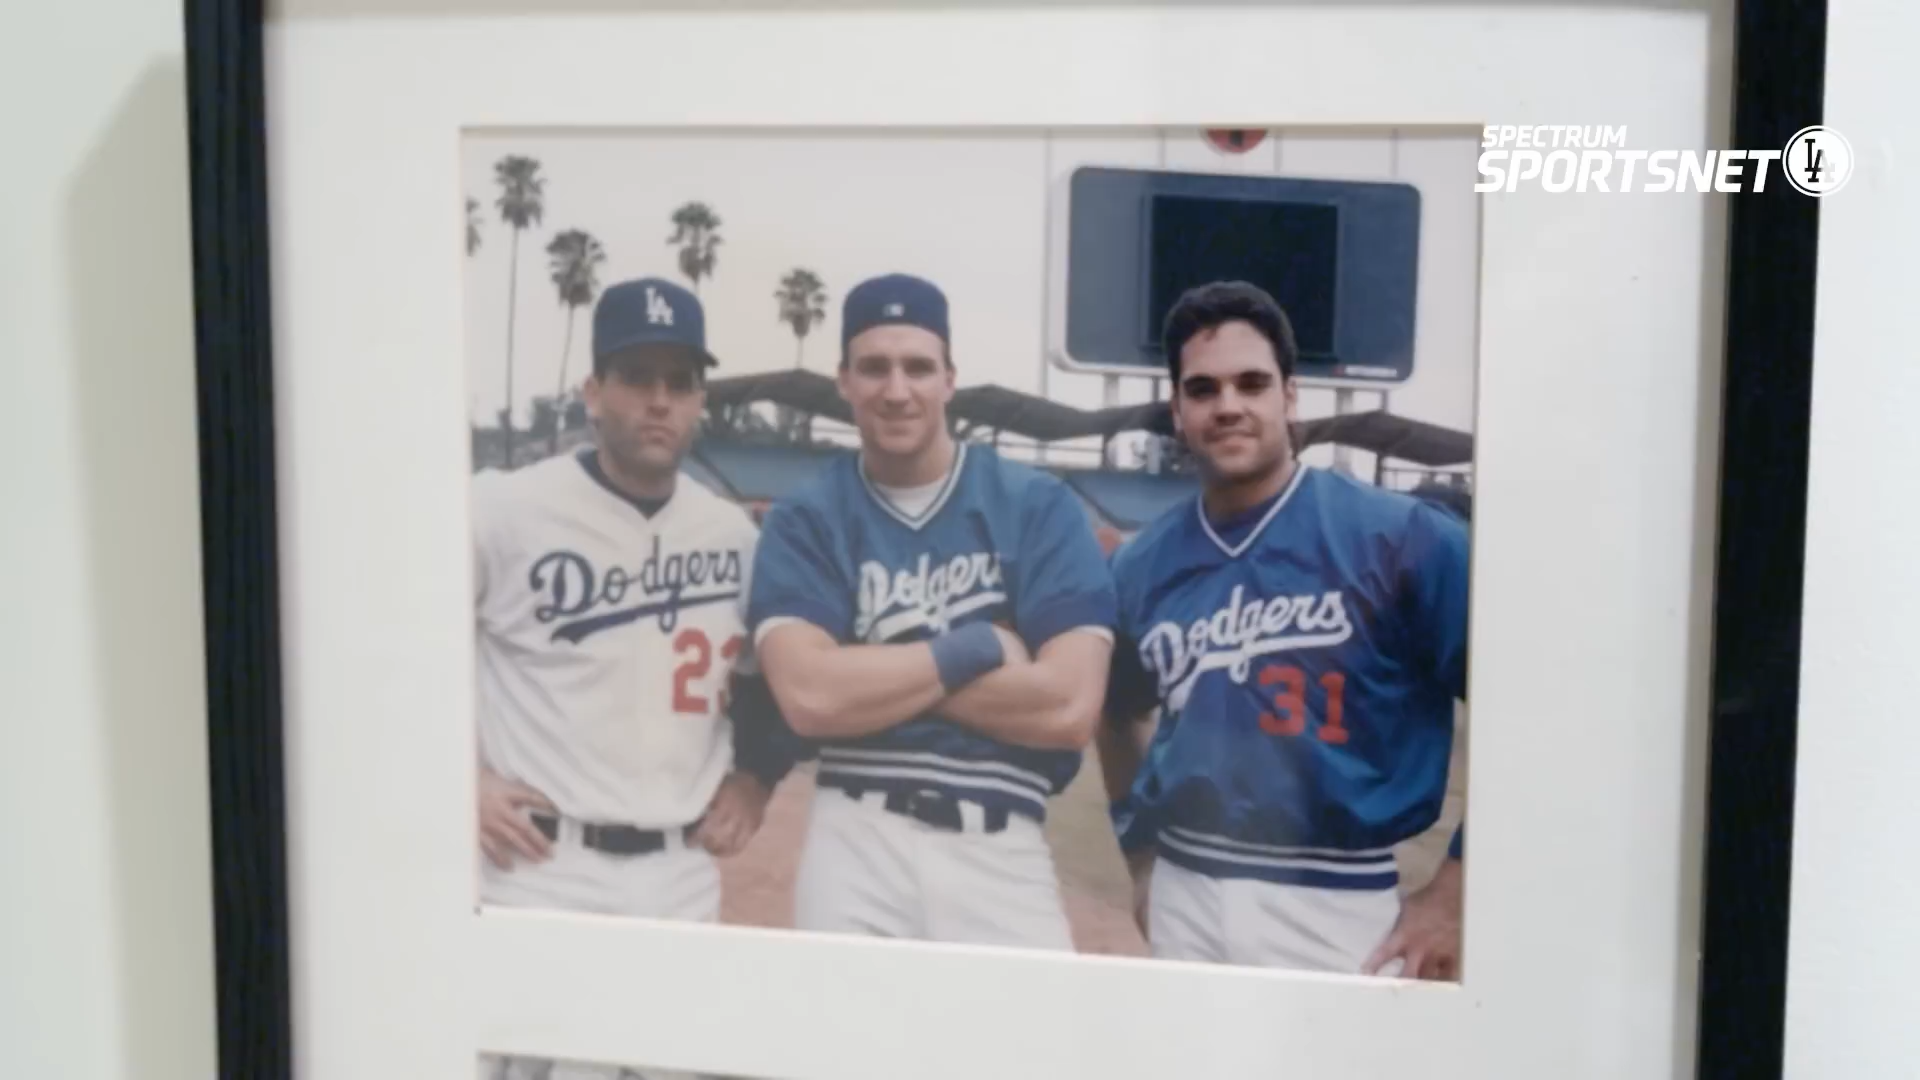 SPECTRUM
SPORTSNET LA
LA
Dodgers
23
Dodgers
Dodgers
31